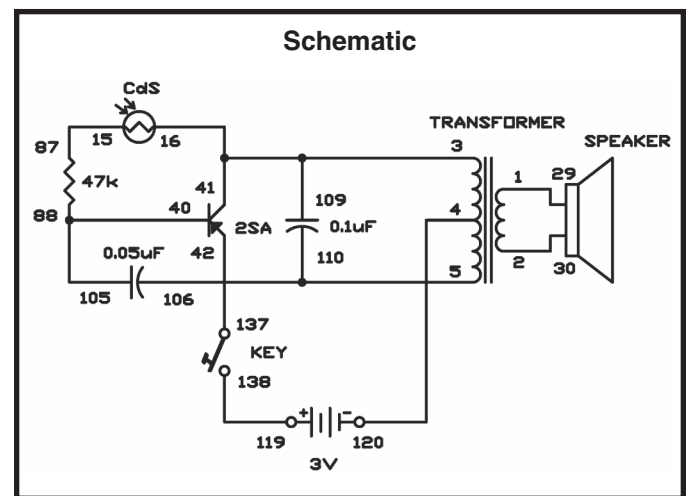 Schematic
CdS
TRANSFORMER
SPEAKER
87
15
16
3
47k
1
29
41
109
88
40
2SA
4
0.1uF
0.05uF
42
110
5
2
30
105
106
137
KEY
138
+
-
119
120
3V